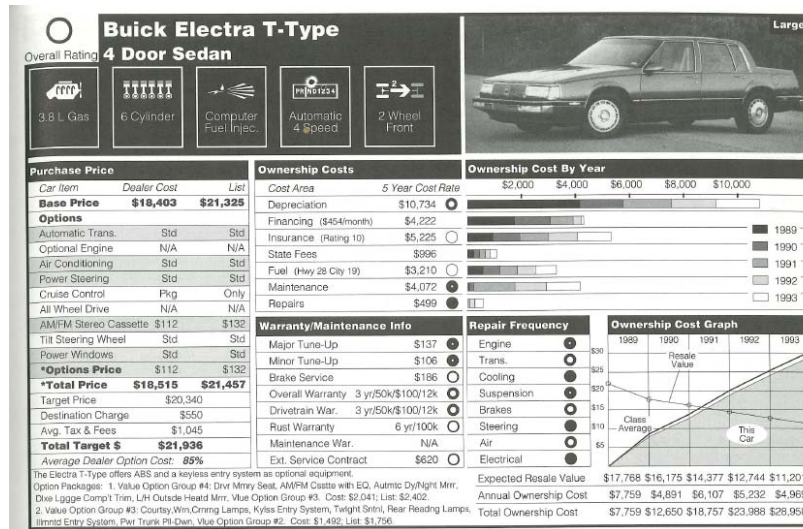 Buick Electra T-Type
Overall Rating 4 Door Sedan
Large
3.8 L Gas
6 Cylinder
Computer Fuel Injec.
PRND1234
Automatic 4 Speed
2
2 Wheel Front
Purchase Price
Car Item Dealer Cost List
Base Price $18,403 $21,325
Options
Automatic Trans. Std Std
Optional Engine N/A N/A
Air Conditioning Std Std
Power Steering Std Std
Cruise Control Pkg Only
All Wheel Drive N/A N/A
AM/FM Stereo Cassette $112 $132
Tilt Steering Wheel Std Std
Power Windows Std Std
*Options Price $112 $132
*Total Price $18,515 $21,457
Target Price $20,340
Destination Charge $550
Avg. Tax & Fees $1,045
Total Target $ $21,936
Average Dealer Option Cost: 85%
Ownership Costs
Cost Area 5 Year Cost Rate
Depreciation $10,734
Financing ($454/month) $4,222
Insurance (Rating 10) $5,225
State Fees $996
Fuel (Hwy 28 City 19) $3,210
Maintenance $4,072
Repairs $499
Ownership Cost By Year
$2,000 $4,000 $6,000 $8,000 $10,000
1989
1990
1991
1992
1993
Warranty/Maintenance Info
Major Tune-Up $137
Minor Tune-Up $106
Brake Service $186
Overall Warranty 3 yr/50k/$100/12k
Drivetrain War. 3 yr/50k/$100/12k
Rust Warranty 6 yr/100k
Maintenance War. N/A
Ext. Service Contract $620
Repair Frequency
Engine
Trans.
Cooling
Suspension
Brakes
Steering
Air
Electrical
Ownership Cost Graph
1989 1990 1991 1992 1993
$30
$25
$20
$15
$10
$5
Resale Value
Class Average
This Car
Expected Resale Value $17,768 $16,175 $14,377 $12,744 $11,201
Annual Ownership Cost $7,759 $4,891 $6,107 $5,232 $4,969
Total Ownership Cost $7,759 $12,650 $18,757 $23,988 $28,958
The Electra T-Type offers ABS and a keyless entry system as optional equipment.
Option Packages: 1. Value Option Group #4: Drvr Mmry Seat, AM/FM Csstte with EQ, Autmtc Dy/Nght Mrrr,
Dlxe Lggge Comp't Trim, L/H Outsde Heatd Mrrr, Vlue Option Group #3. Cost: $2,041; List: $2,402.
2. Value Option Group #3: Courtsy,Wrn,Crnrng Lamps, Kylss Entry System, Twlght Sntnl, Rear Readng Lamps,
Illmntd Entry System, Pwr Trunk Pll-Dwn, Vlue Option Group #2. Cost: $1,492; List: $1,756.